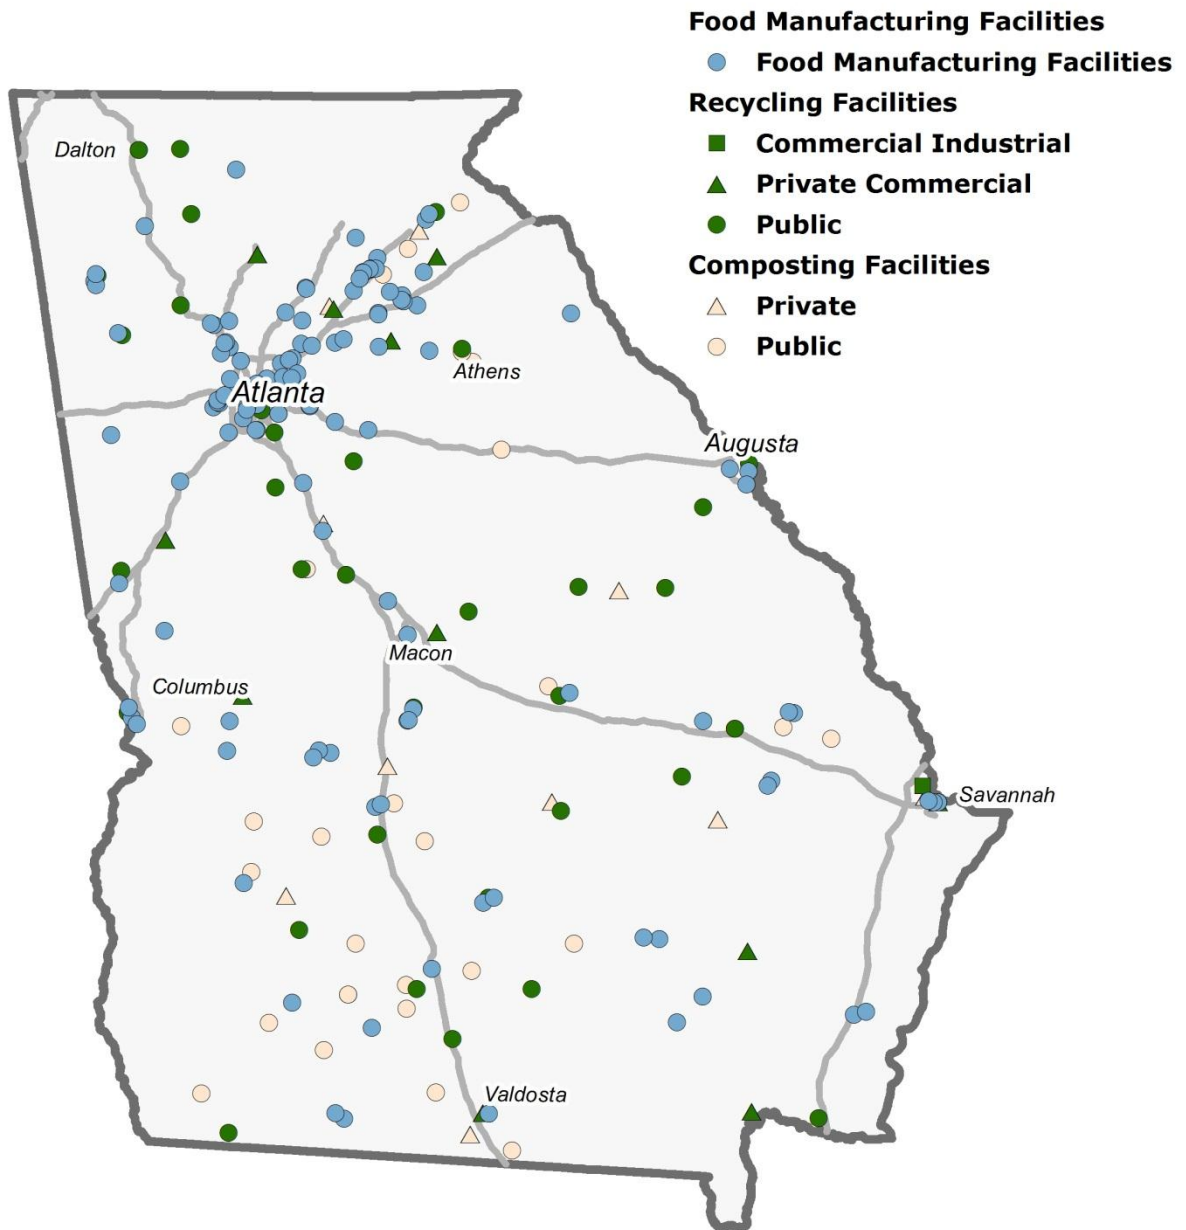 Food Manufacturing Facilities
Food Manufacturing Facilities
Recycling Facilities
Commercial Industrial
Private Commercial
Public
Composting Facilities
Private
Public
Dalton
Athens
Atlanta
Augusta
Macon
Columbus
Savannah
Valdosta